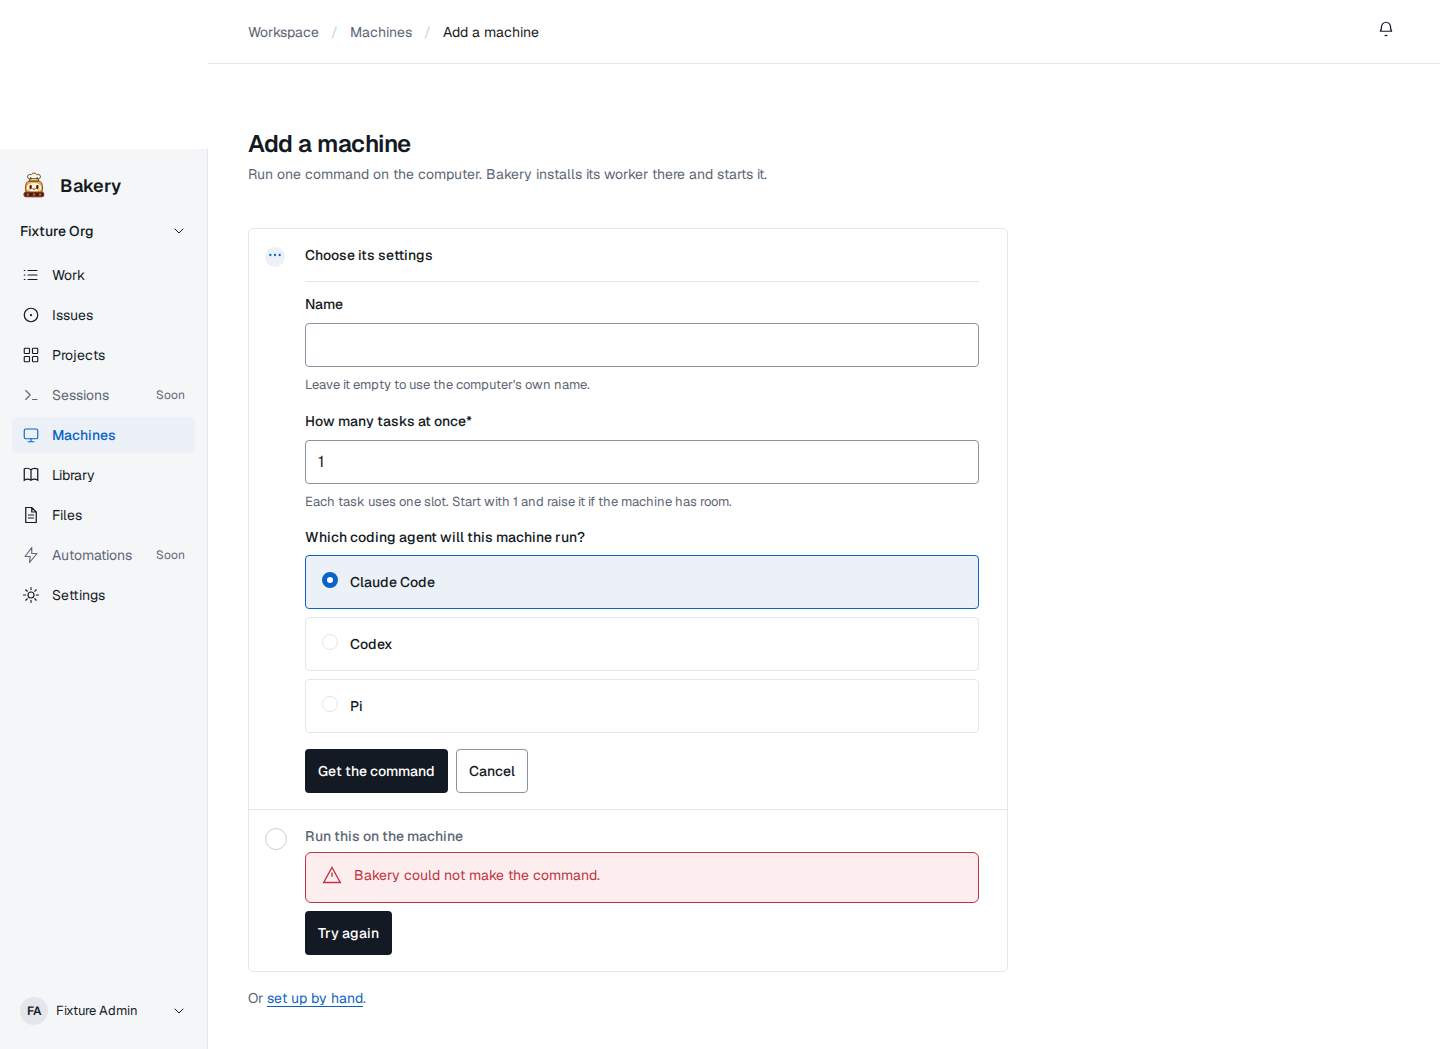 Workspace / Machines / Add a machine
Add a machine
Run one command on the computer. Bakery installs its worker there and starts it.
Bakery
Fixture Org
Work
Issues
Projects
Sessions Soon
Machines
Library
Files
Automations Soon
Settings
FA Fixture Admin
Choose its settings
Name
Leave it empty to use the computer's own name.
How many tasks at once*
1
Each task uses one slot. Start with 1 and raise it if the machine has room.
Which coding agent will this machine run?
Claude Code
Codex
Pi
Get the command Cancel
Run this on the machine
Bakery could not make the command.
Try again
Or set up by hand.